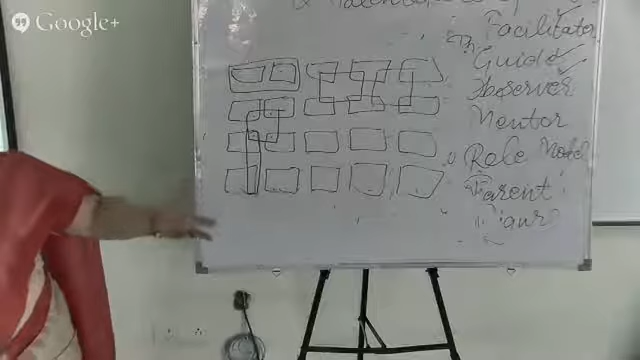 Google+
Facilitator
Guide
Observer
Mentor
Role Model
Parent